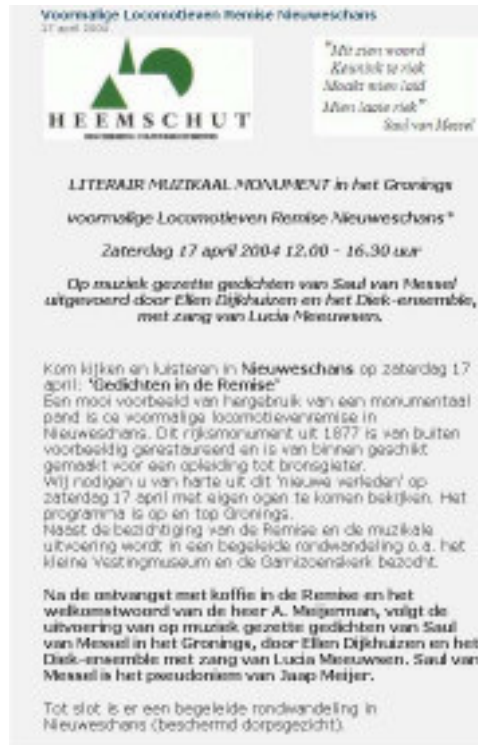 Voormalige Locomotieven Remise Nieuweschans
17 april 2004
HEEMSCHUT
"Mit zien woord
Keunink te riek
Moakt mien laid
Mien laive riek"
Saul van Messel
LITERAIR MUZIKAAL MONUMENT in het Gronings
voormalige Locomotieven Remise Nieuweschans"
Zaterdag 17 april 2004 12.00 - 16.30 uur
Op muziek gezette gedichten van Saul van Messel
uitgevoerd door Ellen Dijkhuizen en het Diek-ensemble,
met zang van Lucia Meeuwsen.
Kom kijken en luisteren in Nieuweschans op zaterdag 17
april: "Gedichten in de Remise"
Een mooi voorbeeld van hergebruik van een monumentaal
pand is de voormalige locomotievenremise in
Nieuweschans. Dit rijksmonument uit 1877 is van buiten
voorbeeldig gerestaureerd en is van binnen geschikt
gemaakt voor een opleiding tot bronsgieter.
Wij nodigen u van harte uit dit 'nieuwe verleden' op
zaterdag 17 april met eigen ogen te komen bekijken. Het
programma is op en top Gronings.
Naast de bezichtiging van de Remise en de muzikale
uitvoering wordt in een begeleide rondwandeling o.a. het
kleine Vestingmuseum en de Garnizoenskerk bezocht.
Na de ontvangst met koffie in de Remise en het
welkomstwoord van de heer A. Meijerman, volgt de
uitvoering van op muziek gezette gedichten van Saul
van Messel in het Gronings, door Ellen Dijkhuizen en het
Diek-ensemble met zang van Lucia Meeuwsen. Saul van
Messel is het pseudoniem van Jaap Meijer.
Tot slot is er een begeleide rondwandeling in
Nieuweschans (beschermd dorpsgezicht).